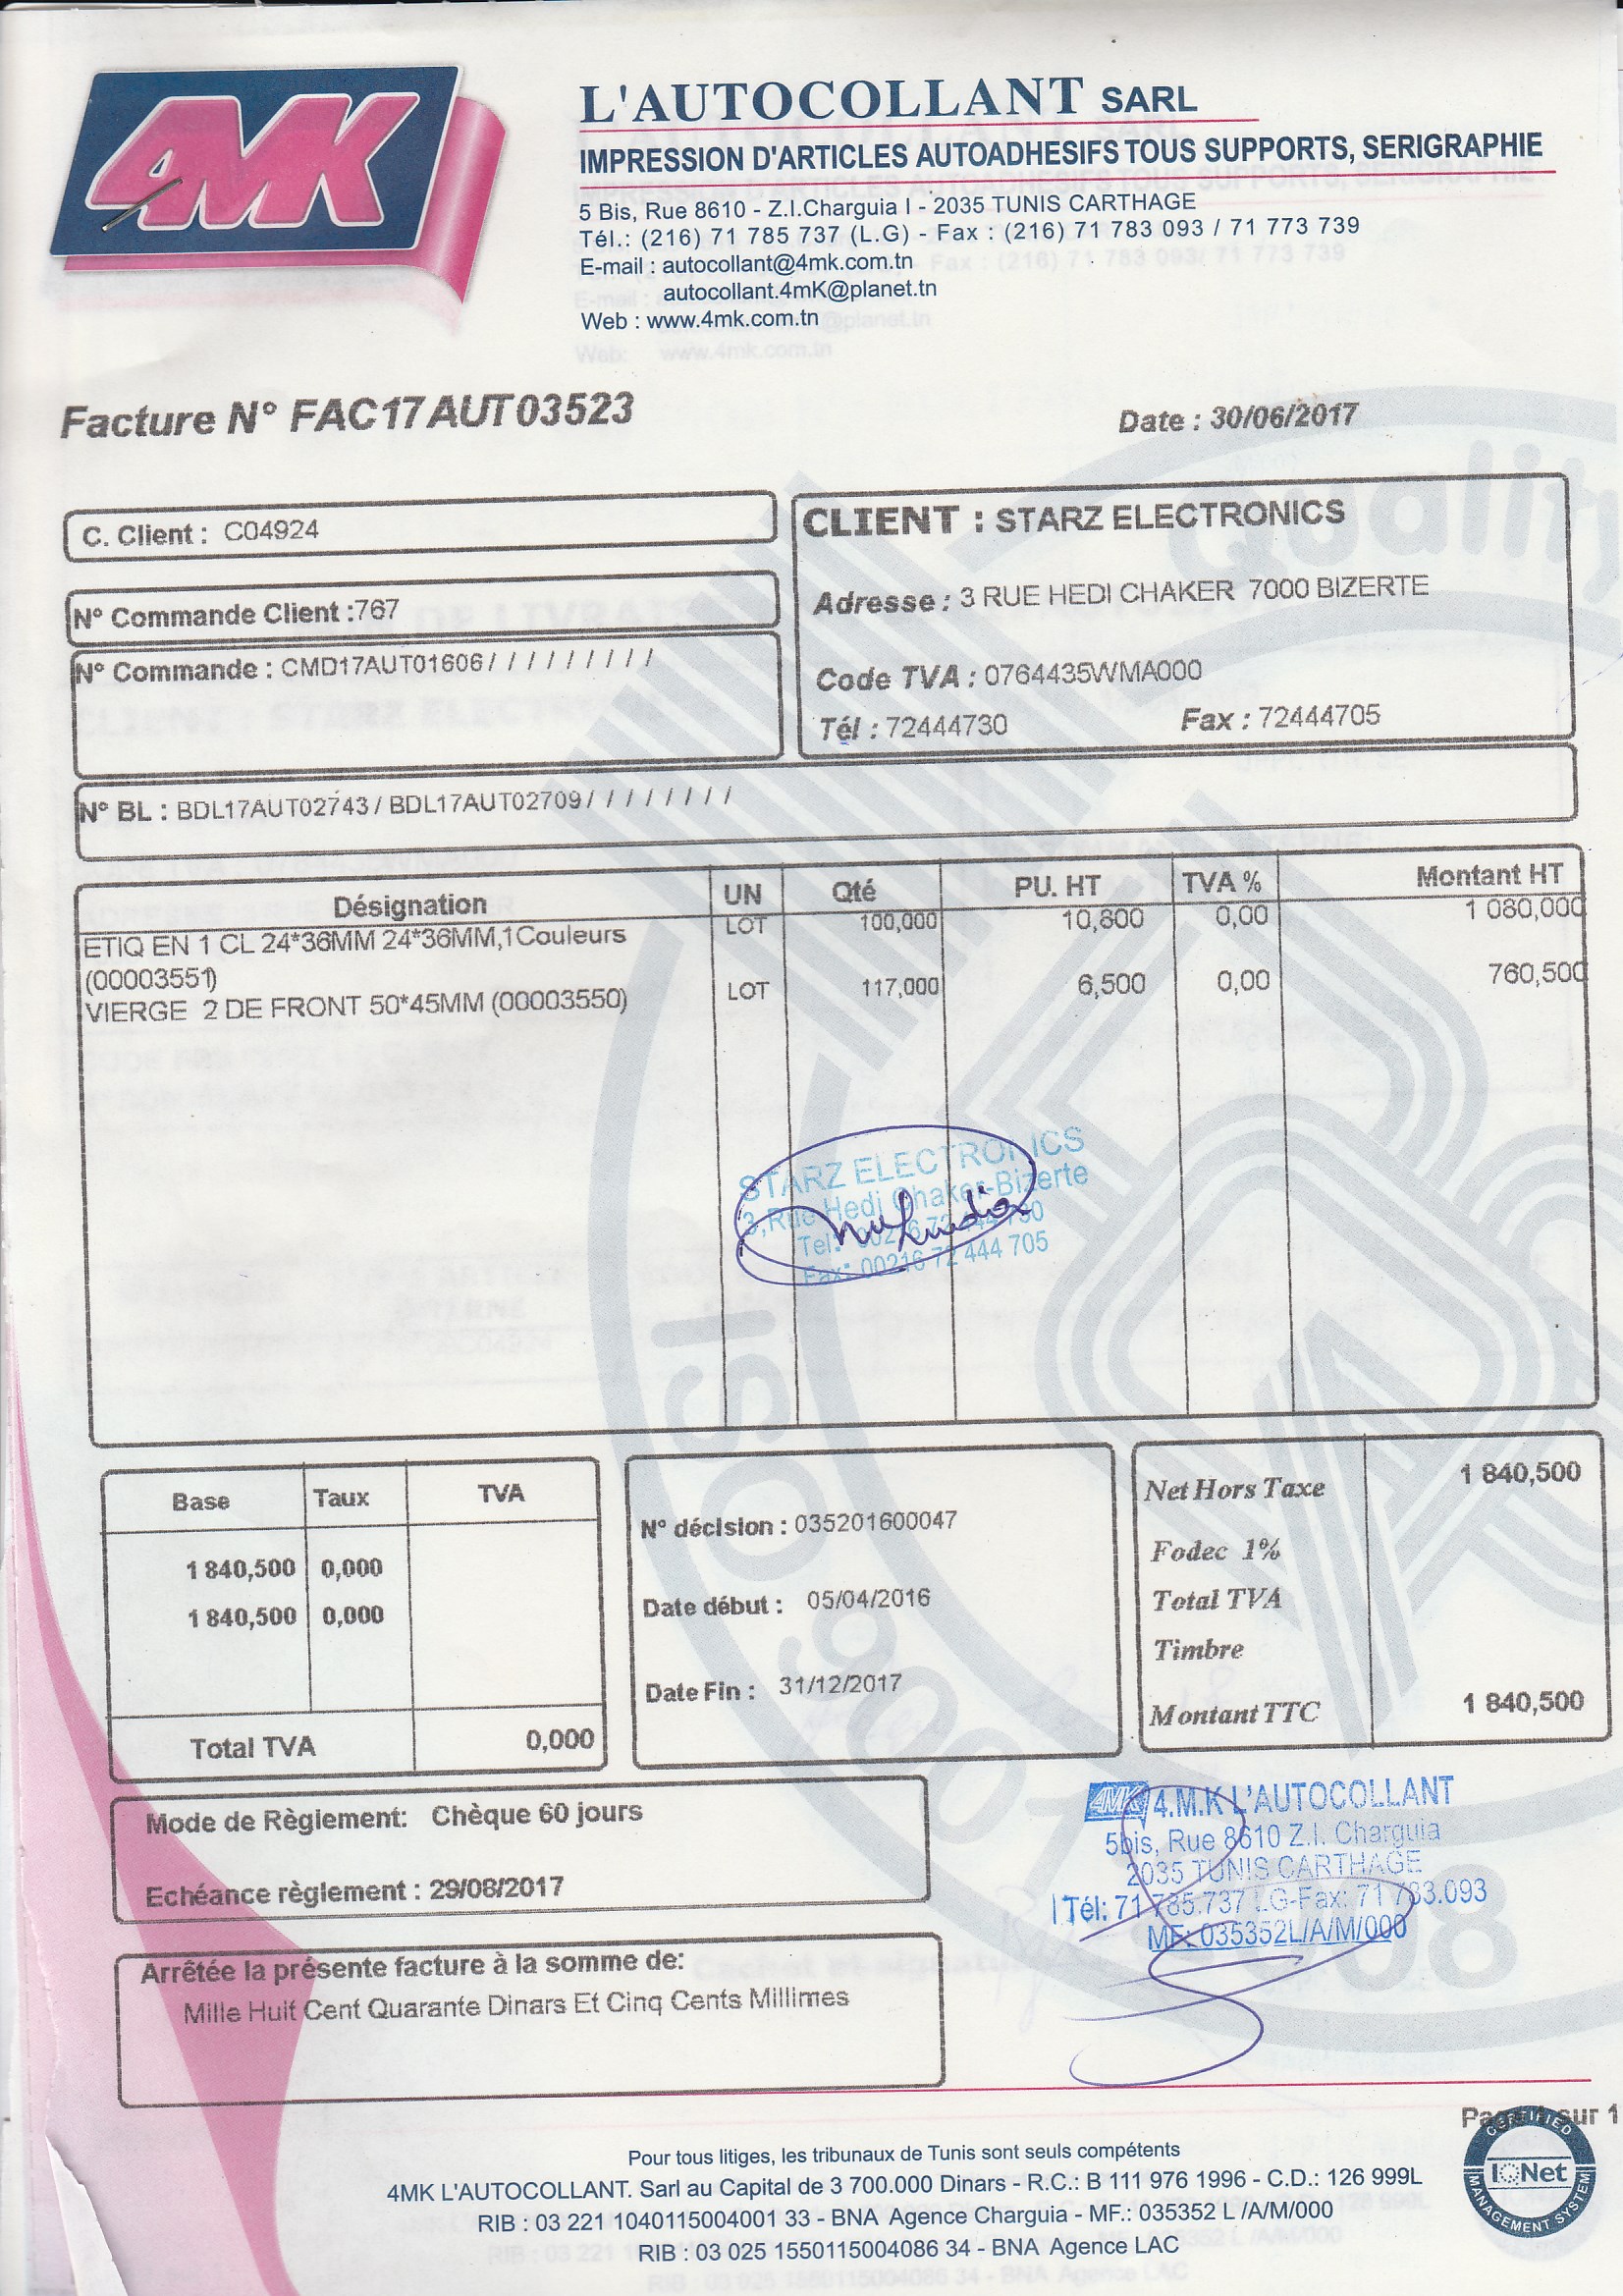 4MK
L'AUTOCOLLANT SARL
IMPRESSION D'ARTICLES AUTOADHESIFS TOUS SUPPORTS, SERIGRAPHIE
5 Bis, Rue 8610 - Z.I.Charguia I - 2035 TUNIS CARTHAGE
Tél.: (216) 71 785 737 (L.G) - Fax : (216) 71 783 093 / 71 773 739
E-mail : autocollant@4mk.com.tn
autocollant.4mK@planet.tn
Web : www.4mk.com.tn
Facture N° FAC17AUT03523
Date : 30/06/2017
C. Client : C04924
N° Commande Client :767
N° Commande : CMD17AUT01606/ / / / / / / / /
CLIENT : STARZ ELECTRONICS
Adresse : 3 RUE HEDI CHAKER 7000 BIZERTE
Code TVA : 0764435WMA000
Tél : 72444730 Fax : 72444705
N° BL : BDL17AUT02743 / BDL17AUT02709/ / / / / / / /
Désignation UN Qté PU. HT TVA % Montant HT
ETIQ EN 1 CL 24*36MM 24*36MM,1Couleurs LOT 100,000 10,800 0,00 1 080,000
(00003551)
VIERGE 2 DE FRONT 50*45MM (00003550) LOT 117,000 6,500 0,00 760,500
STARZ ELECTRONICS
3,Rue Hedi Chaker-Bizerte
Tel: 00216 72 444 730
Fax: 00216 72 444 705
Base Taux TVA
1 840,500 0,000
1 840,500 0,000
Total TVA 0,000
N° décision : 035201600047
Date début : 05/04/2016
Date Fin : 31/12/2017
Net Hors Taxe 1 840,500
Fodec 1%
Total TVA
Timbre
Montant TTC 1 840,500
Mode de Règlement: Chèque 60 jours
Echéance règlement : 29/08/2017
4MK 4.M.K L'AUTOCOLLANT
5bis, Rue 8610 Z.I. Charguia
2035 TUNIS CARTHAGE
Tél: 71 785.737 LG-Fax: 71 783.093
MF: 035352L/A/M/000
Arrêtée la présente facture à la somme de:
Mille Huit Cent Quarante Dinars Et Cinq Cents Millimes
Page 1 sur 1
Pour tous litiges, les tribunaux de Tunis sont seuls compétents
4MK L'AUTOCOLLANT. Sarl au Capital de 3 700.000 Dinars - R.C.: B 111 976 1996 - C.D.: 126 999L
RIB : 03 221 1040115004001 33 - BNA Agence Charguia - MF.: 035352 L /A/M/000
RIB : 03 025 1550115004086 34 - BNA Agence LAC
CERTIFIED
IQNet
MANAGEMENT SYSTEM